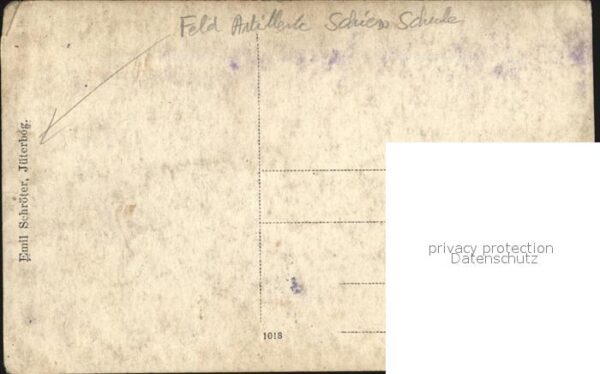 Feld Artillerie Schiess Schule
Emil Schröter, Jüterbog.
1018
privacy protection
Datenschutz